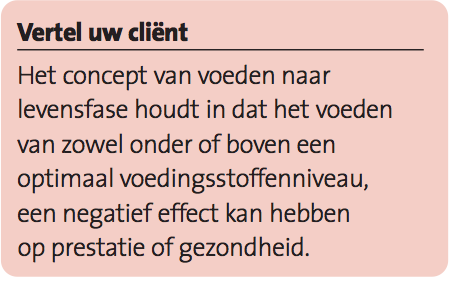 Vertel uw cliënt
Het concept van voeden naar
levensfase houdt in dat het voeden
van zowel onder of boven een
optimaal voedingsstoffenniveau,
een negatief effect kan hebben
op prestatie of gezondheid.